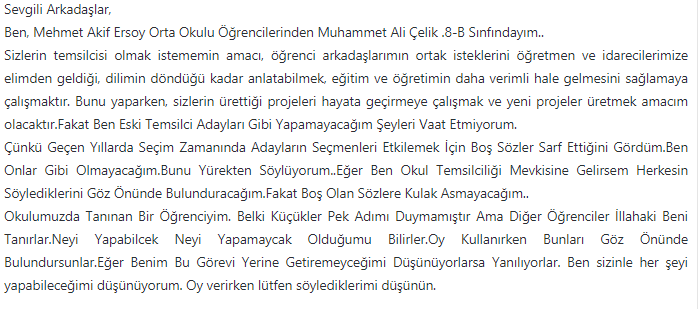 Sevgili Arkadaşlar,
Ben, Mehmet Akif Ersoy Orta Okulu Öğrencilerinden Muhammet Ali Çelik .8-B Sınfındayım..
Sizlerin temsilcisi olmak istememin amacı, öğrenci arkadaşlarımın ortak isteklerini öğretmen ve idarecilerimize
elimden geldiği, dilimin döndüğü kadar anlatabilmek, eğitim ve öğretimin daha verimli hale gelmesini sağlamaya
çalışmaktır. Bunu yaparken, sizlerin ürettiği projeleri hayata geçirmeye çalışmak ve yeni projeler üretmek amacım
olacaktır.Fakat Ben Eski Temsilci Adayları Gibi Yapamayacağım Şeyleri Vaat Etmiyorum.
Çünkü Geçen Yıllarda Seçim Zamanında Adayların Seçmenleri Etkilemek İçin Boş Sözler Sarf Ettiğini Gördüm.Ben
Onlar Gibi Olmayacağım.Bunu Yürekten Söylüyorum..Eğer Ben Okul Temsilciliği Mevkisine Gelirsem Herkesin
Söylediklerini Göz Önünde Bulunduracağım.Fakat Boş Olan Sözlere Kulak Asmayacağım..
Okulumuzda Tanınan Bir Öğrenciyim. Belki Küçükler Pek Adımı Duymamıştır Ama Diğer Öğrenciler İllahaki Beni
Tanırlar.Neyi Yapabilcek Neyi Yapamaycak Olduğumu Bilirler.Oy Kullanırken Bunları Göz Önünde
Bulundursunlar.Eğer Benim Bu Görevi Yerine Getiremeyceğimi Düşünüyorlarsa Yanılıyorlar. Ben sizinle her şeyi
yapabileceğimi düşünüyorum. Oy verirken lütfen söylediklerimi düşünün.